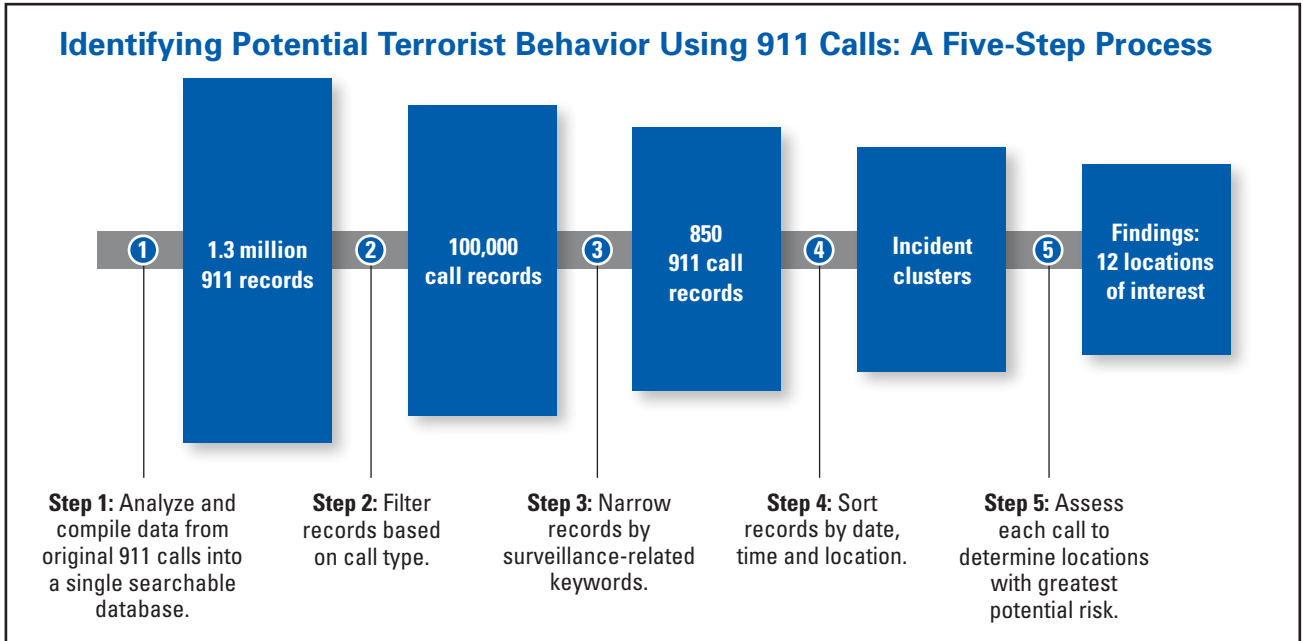 Identifying Potential Terrorist Behavior Using 911 Calls: A Five-Step Process
1
1.3 million
911 records
2
100,000
call records
3
850
911 call
records
4
Incident
clusters
5
Findings:
12 locations
of interest
Step 1: Analyze and
compile data from
original 911 calls into
a single searchable
database.
Step 2: Filter
records based
on call type.
Step 3: Narrow
records by
surveillance-related
keywords.
Step 4: Sort
records by date,
time and location.
Step 5: Assess
each call to
determine locations
with greatest
potential risk.